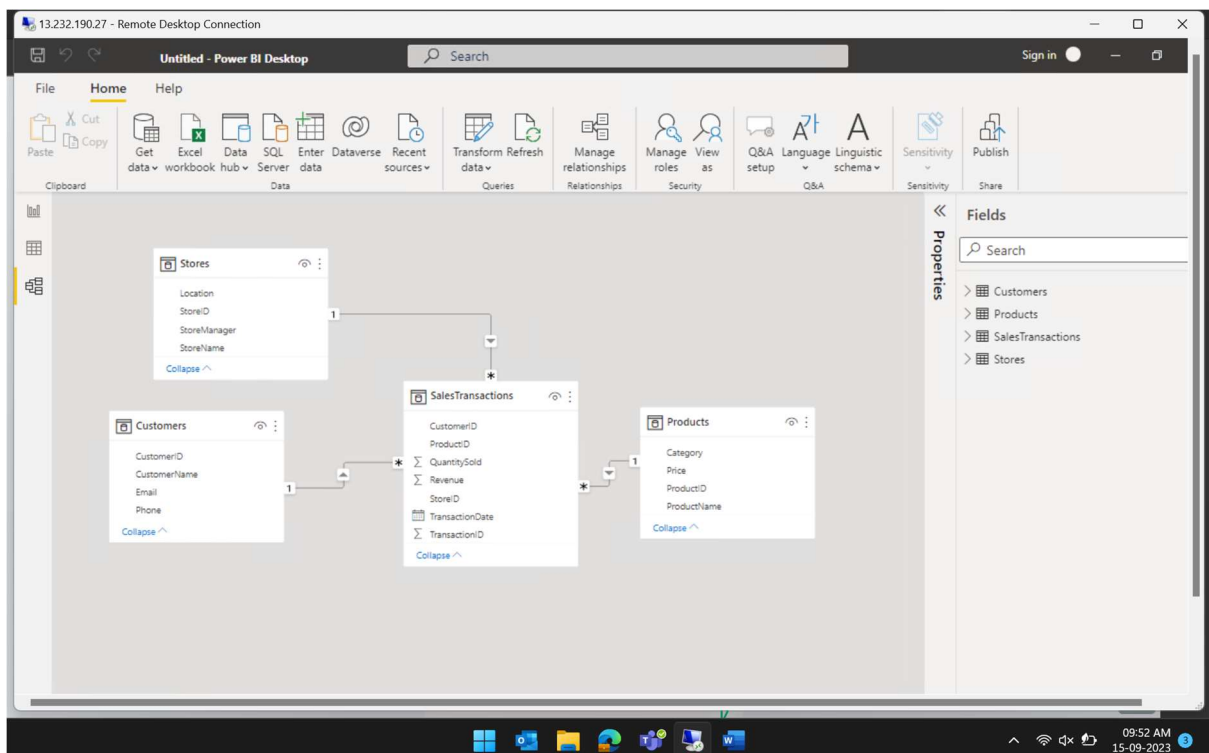 13.232.190.27 - Remote Desktop Connection
Untitled - Power BI Desktop
Search
Sign in
File Home Help
Paste
Cut
Copy
Get data
Excel workbook
Data hub
SQL Server
Enter data
Dataverse
Recent sources
Transform data
Refresh
Manage relationships
Manage roles
View as
Q&A setup
Language
Linguistic schema
Sensitivity
Publish
Clipboard Data Queries Relationships Security Q&A Sensitivity Share
Stores
Location
StoreID
StoreManager
StoreName
Collapse
1
*
Customers
CustomerID
CustomerName
Email
Phone
Collapse
1
*
SalesTransactions
CustomerID
ProductID
∑ QuantitySold
∑ Revenue
StoreID
TransactionDate
∑ TransactionID
Collapse
*
1
Products
Category
Price
ProductID
ProductName
Collapse
Properties
Fields
Search
Customers
Products
SalesTransactions
Stores
09:52 AM
15-09-2023
3